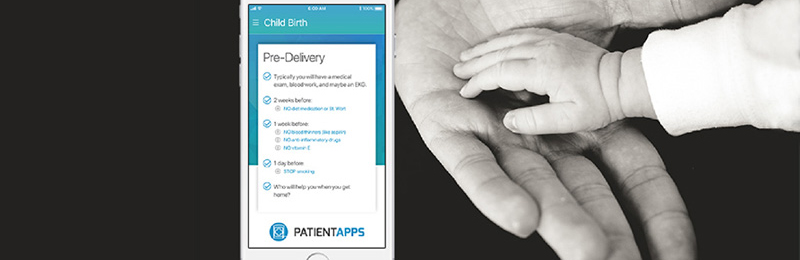 8:00 AM
100%
Child Birth
Pre-Delivery
Typically you will have a medical
exam, bloodwork, and maybe an EKG.
2 weeks before:
NO diet medication or St. Wort
1 week before:
NO blood thinners (like aspirin)
NO anti-inflammatory drugs
NO vitamin E
1 day before
STOP smoking
Who will help you when you get
home?
PATIENTAPPS